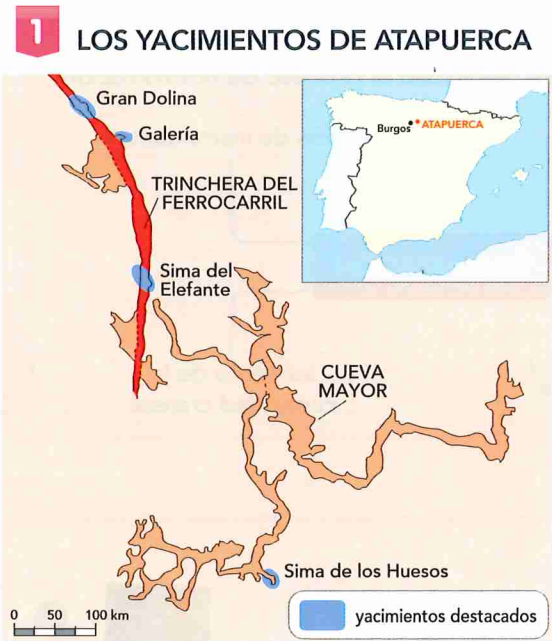 1
LOS YACIMIENTOS DE ATAPUERCA
Gran Dolina
Galería
TRINCHERA DEL
FERROCARRIL
Sima del
Elefante
Burgos
ATAPUERCA
CUEVA
MAYOR
Sima de los Huesos
0 50 100 km
yacimientos destacados